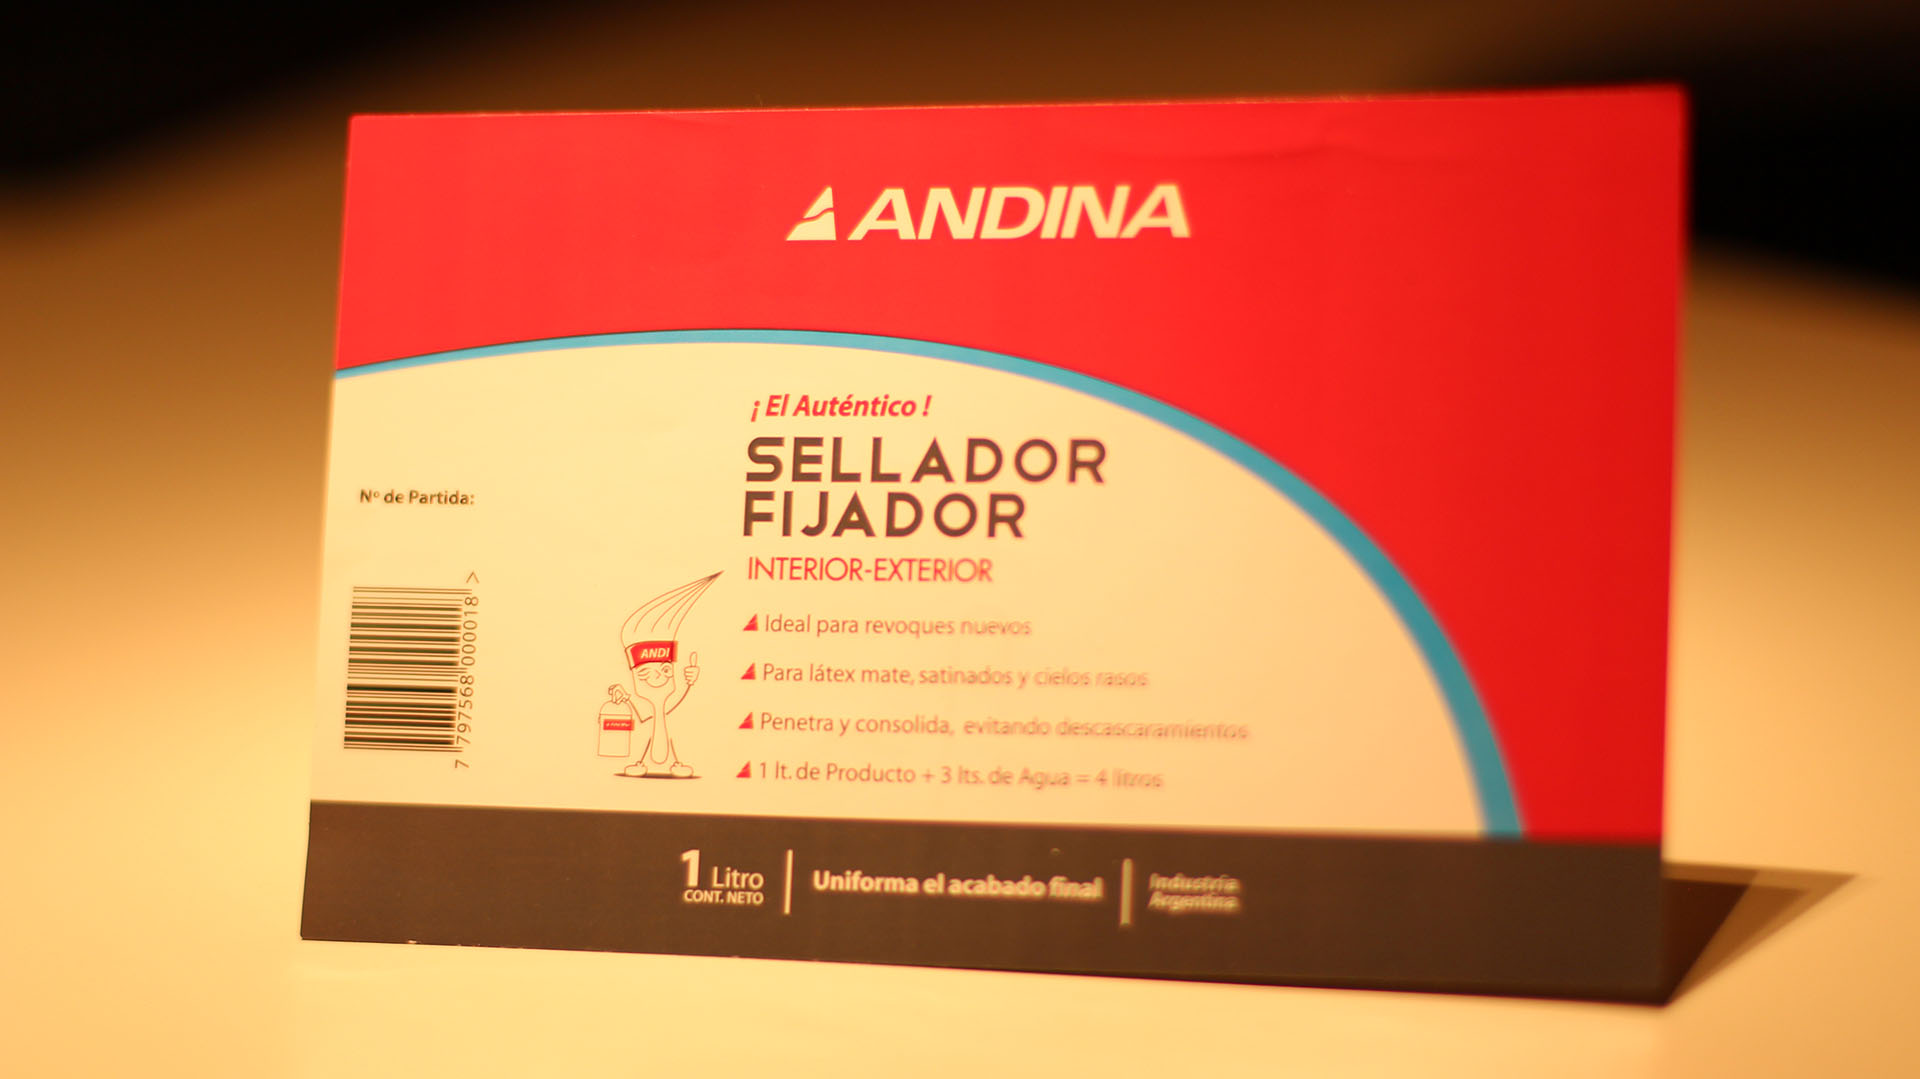 ANDINA
¡ El Auténtico !
SELLADOR
FIJADOR
INTERIOR-EXTERIOR
Ideal para revoques nuevos
Para látex mate, satinados y cielos rasos
Penetra y consolida, evitando descascaramientos
1 lt. de Producto + 3 lts. de Agua = 4 litros
Nº de Partida:
7 797568 000018 >
ANDI
1 Litro
CONT. NETO
Uniforma el acabado final
Industria
Argentina